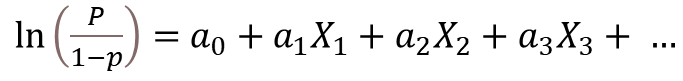 ln(P/1−p) = a₀ + a₁X₁ + a₂X₂ + a₃X₃ + ...